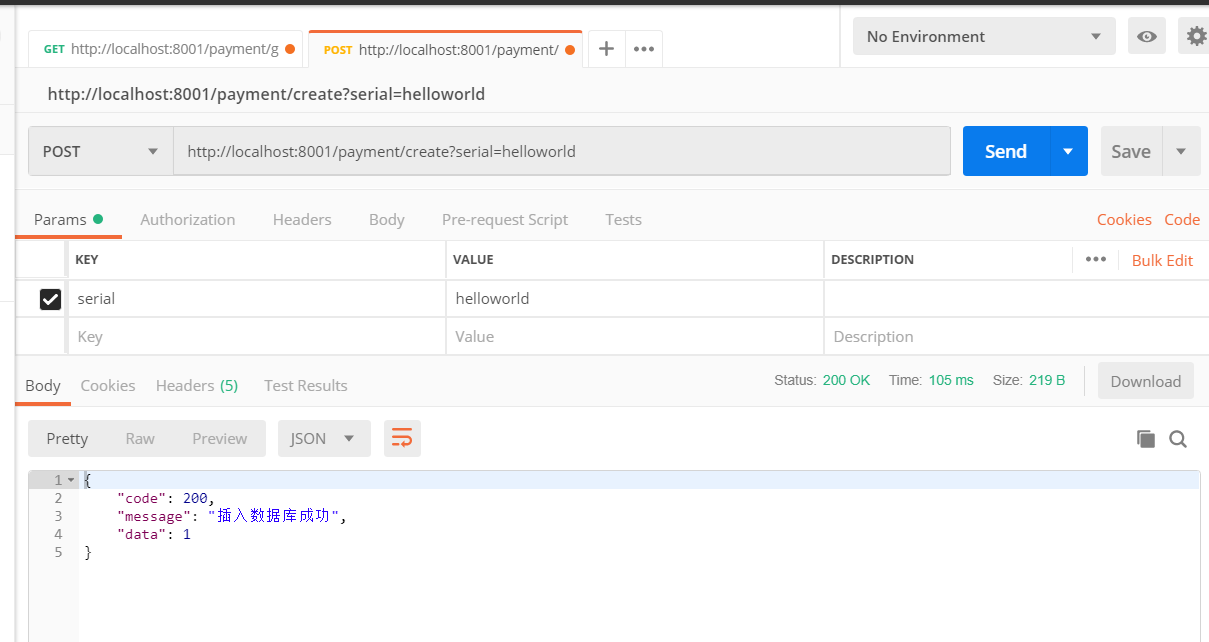 GET http://localhost:8001/payment/g
POST http://localhost:8001/payment/
No Environment
http://localhost:8001/payment/create?serial=helloworld
POST http://localhost:8001/payment/create?serial=helloworld Send Save
Params Authorization Headers Body Pre-request Script Tests Cookies Code
KEY VALUE DESCRIPTION Bulk Edit
serial helloworld
Key Value Description
Body Cookies Headers (5) Test Results Status: 200 OK Time: 105 ms Size: 219 B Download
Pretty Raw Preview JSON
1 {
2 "code": 200,
3 "message": "插入数据库成功",
4 "data": 1
5 }